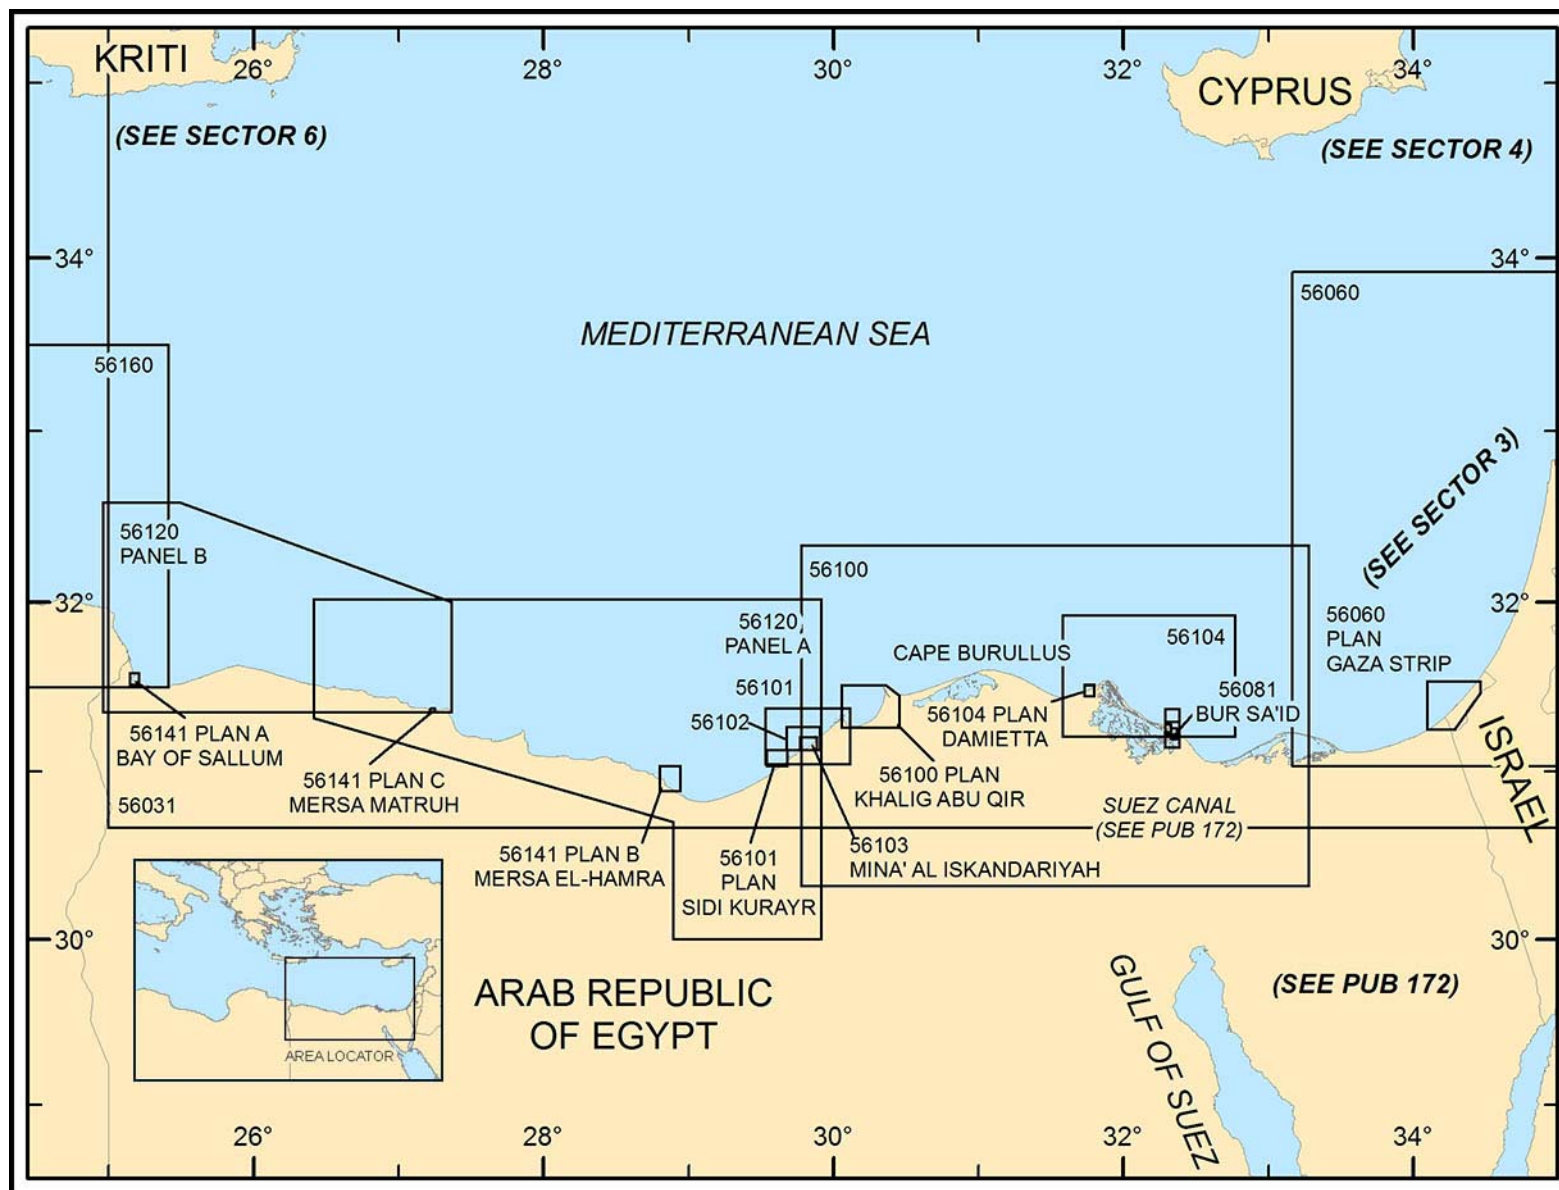 KRITI
26°
28°
30°
32°
34°
CYPRUS
(SEE SECTOR 6)
(SEE SECTOR 4)
34°
34°
56060
MEDITERRANEAN SEA
56160
(SEE SECTOR 3)
56120
PANEL B
56100
32°
32°
56120
PANEL A
56060
PLAN
GAZA STRIP
56104
CAPE BURULLUS
56101
56102
56081
BUR SA'ID
56104 PLAN
DAMIETTA
56141 PLAN A
BAY OF SALLUM
56141 PLAN C
MERSA MATRUH
56100 PLAN
KHALIG ABU QIR
ISRAEL
56031
SUEZ CANAL
(SEE PUB 172)
56141 PLAN B
MERSA EL-HAMRA
56101
PLAN
SIDI KURAYR
56103
MINA' AL ISKANDARIYAH
30°
30°
ARAB REPUBLIC
OF EGYPT
GULF OF SUEZ
(SEE PUB 172)
AREA LOCATOR
26°
28°
30°
32°
34°